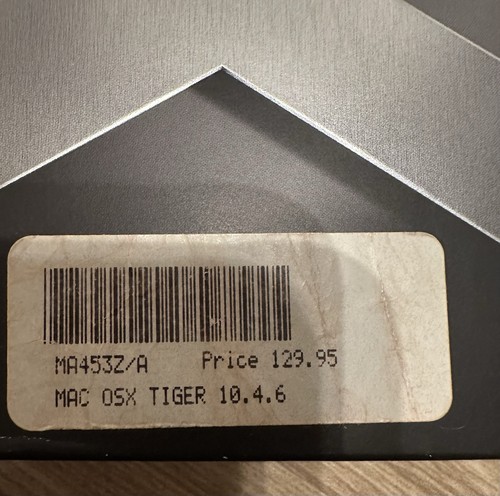 MA453Z/A Price 129.95
MAC OSX TIGER 10.4.6